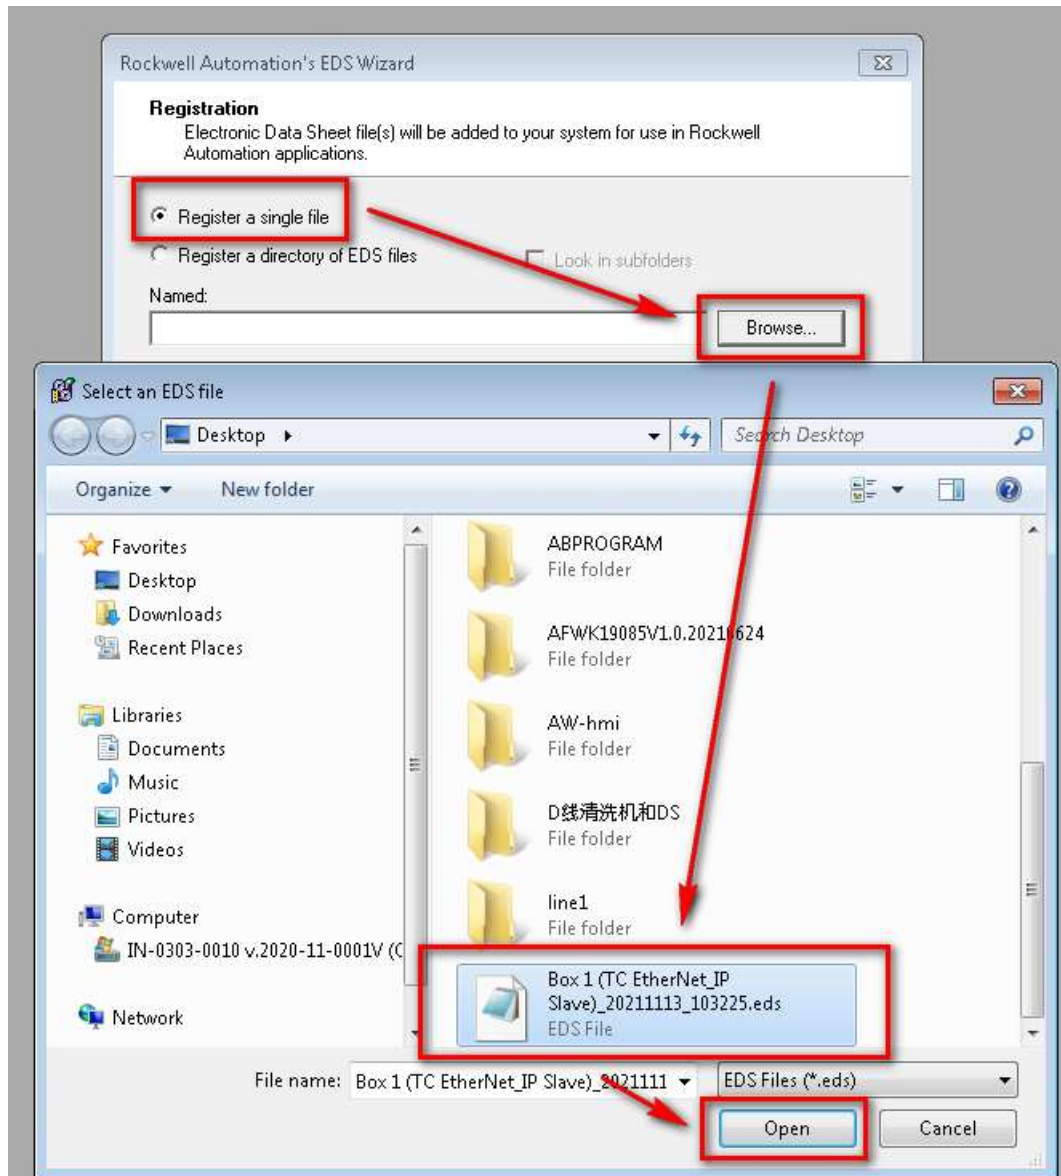 Rockwell Automation's EDS Wizard
Registration
Electronic Data Sheet file(s) will be added to your system for use in Rockwell
Automation applications.
Register a single file
Register a directory of EDS files
Look in subfolders
Named:
Browse...
Select an EDS file
Desktop
Search Desktop
Organize
New folder
Favorites
Desktop
Downloads
Recent Places
Libraries
Documents
Music
Pictures
Videos
Computer
IN-0303-0010 v.2020-11-0001V (C
Network
ABPROGRAM
File folder
AFWK19085V1.0.20210624
File folder
AW-hmi
File folder
D线清洗机和DS
File folder
line1
File folder
Box 1 (TC EtherNet_IP
Slave)_20211113_103225.eds
EDS File
File name:
Box 1 (TC EtherNet_IP Slave)_2021111
EDS Files (*.eds)
Open
Cancel